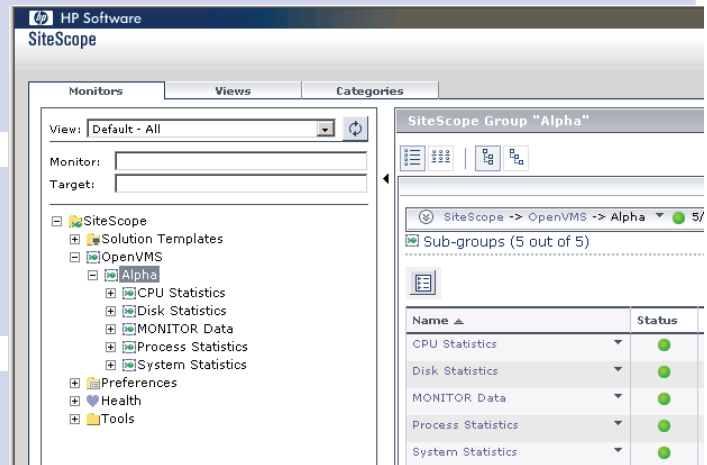 hp HP Software
SiteScope
Monitors Views Categories
View: Default - All
Monitor:
Target:
SiteScope
Solution Templates
OpenVMS
Alpha
CPU Statistics
Disk Statistics
MONITOR Data
Process Statistics
System Statistics
Preferences
Health
Tools
SiteScope Group "Alpha"
SiteScope -> OpenVMS -> Alpha 5/
Sub-groups (5 out of 5)
Name Status
CPU Statistics
Disk Statistics
MONITOR Data
Process Statistics
System Statistics